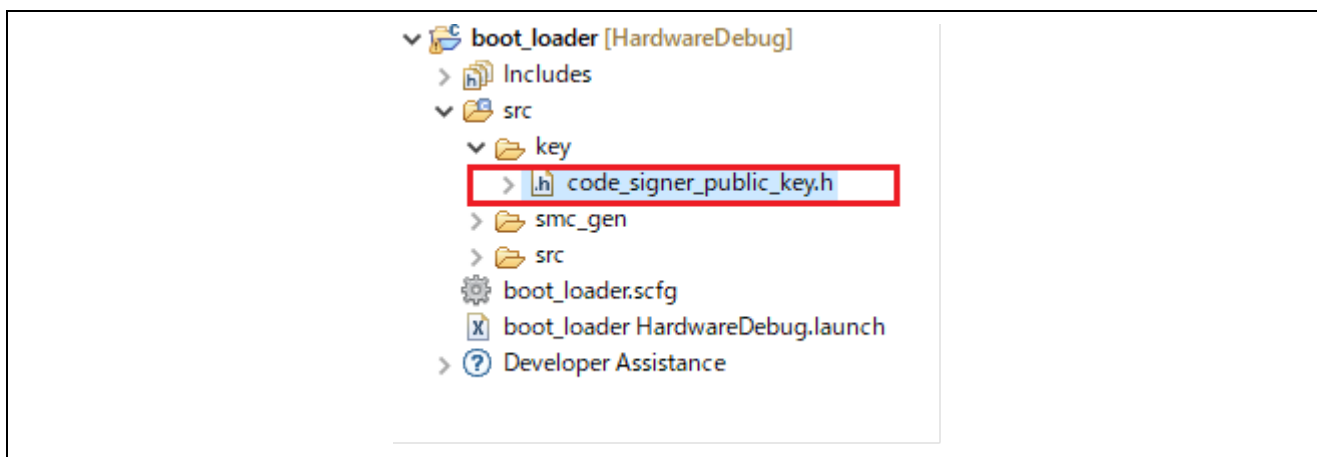 boot_loader [HardwareDebug]
Includes
src
key
.h code_signer_public_key.h
smc_gen
src
boot_loader.scfg
X boot_loader HardwareDebug.launch
? Developer Assistance